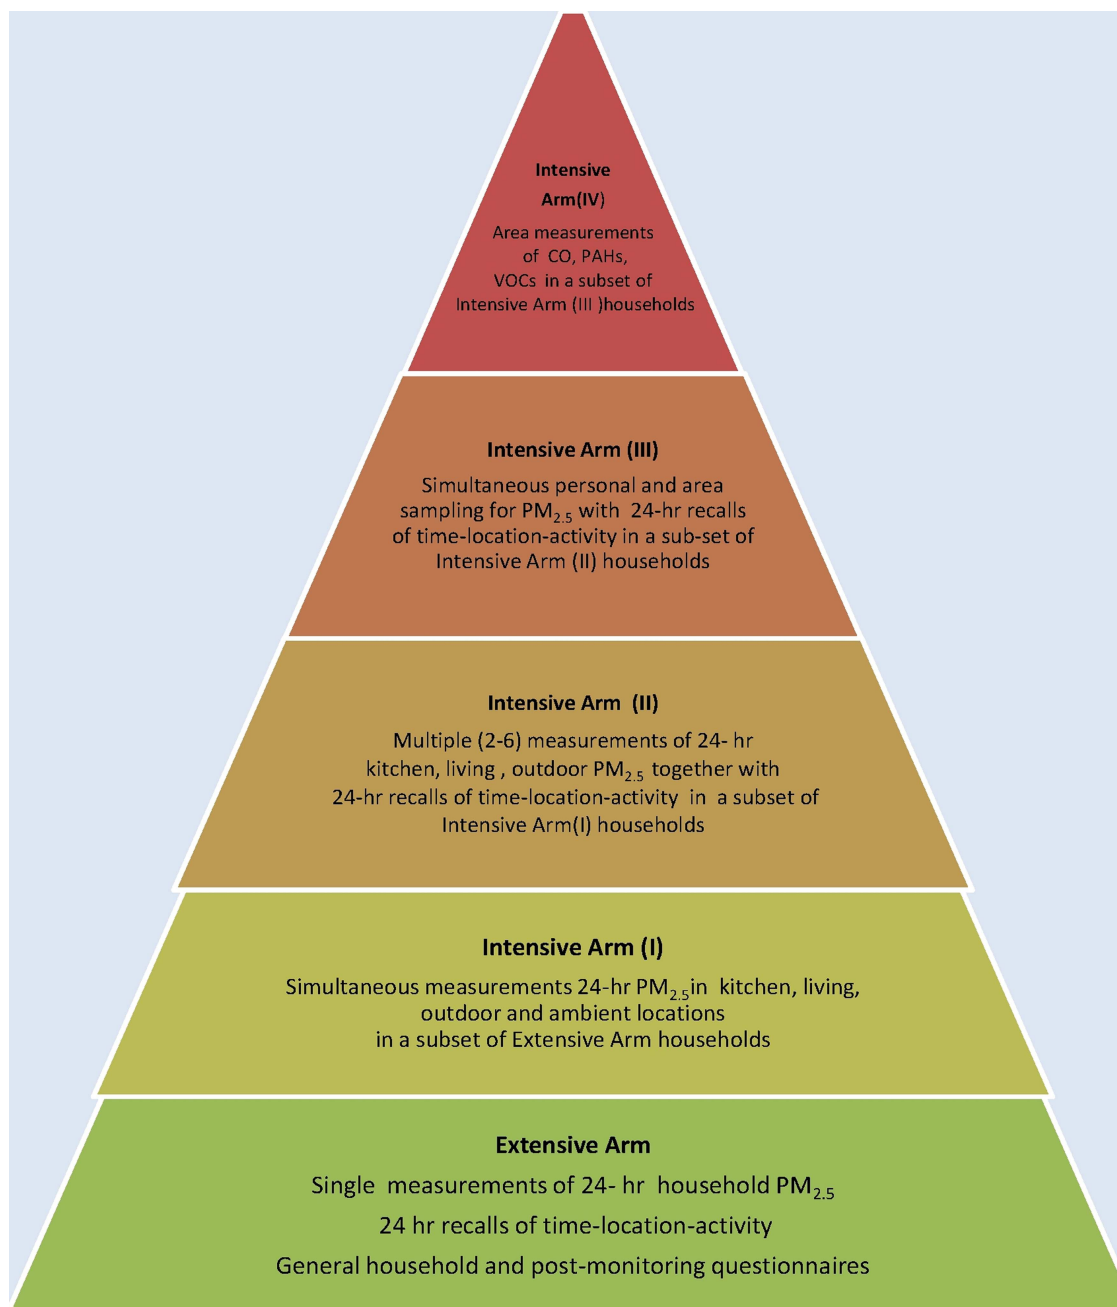 Intensive
Arm(IV)
Area measurements
of CO, PAHs,
VOCs in a subset of
Intensive Arm (III )households
Intensive Arm (III)
Simultaneous personal and area
sampling for PM2.5 with 24-hr recalls
of time-location-activity in a sub-set of
Intensive Arm (II) households
Intensive Arm (II)
Multiple (2-6) measurements of 24- hr
kitchen, living , outdoor PM2.5 together with
24-hr recalls of time-location-activity in a subset of
Intensive Arm(I) households
Intensive Arm (I)
Simultaneous measurements 24-hr PM2.5in kitchen, living,
outdoor and ambient locations
in a subset of Extensive Arm households
Extensive Arm
Single measurements of 24- hr household PM2.5
24 hr recalls of time-location-activity
General household and post-monitoring questionnaires